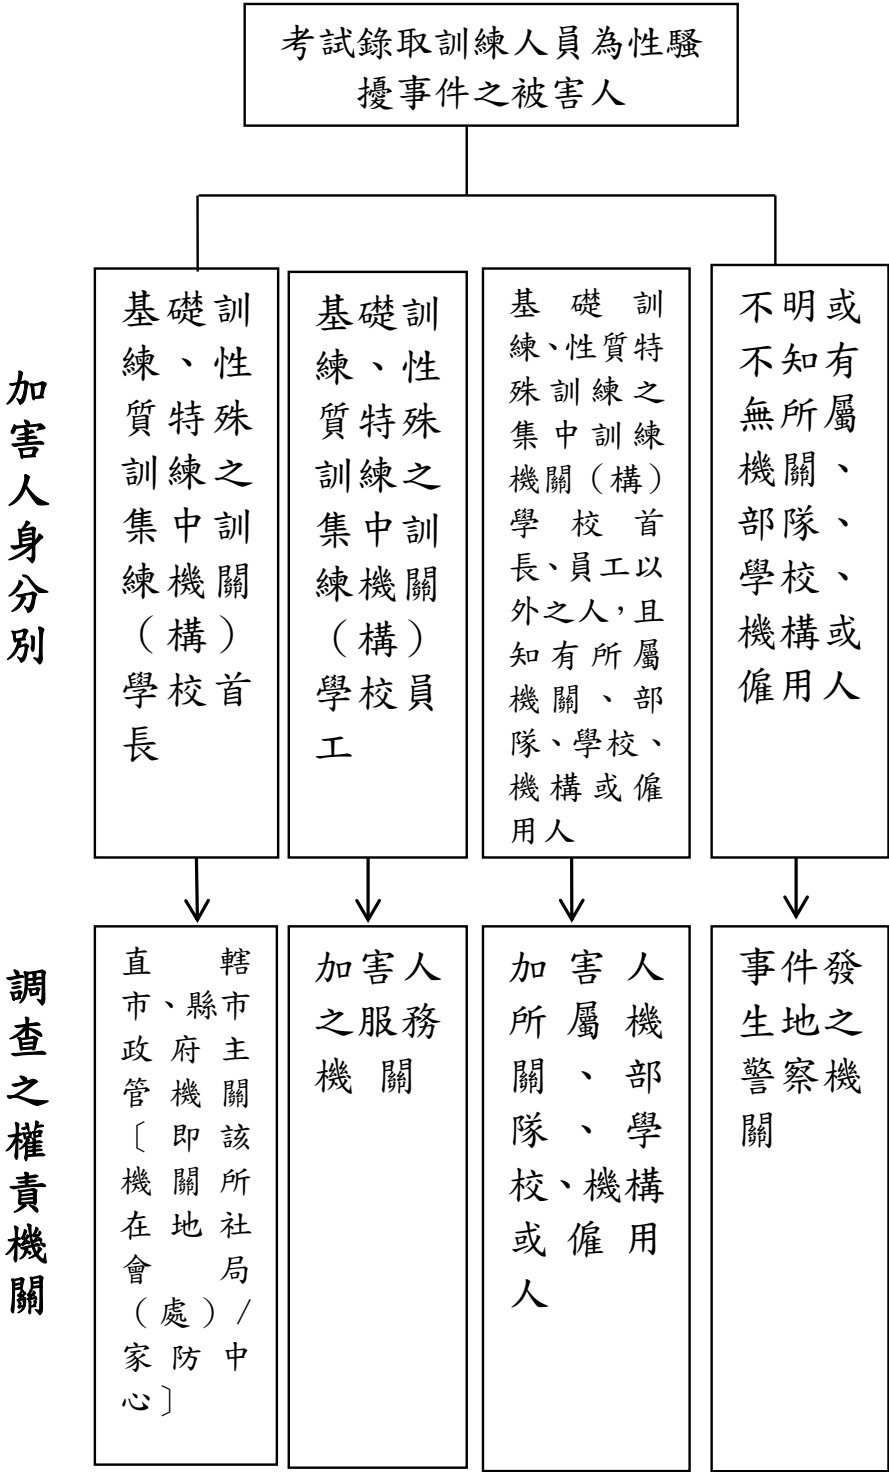 考試錄取訓練人員為性騷
擾事件之被害人
加害人身分別
基礎訓
練、性
質特殊
訓練之
集中訓
練機關
（構）
學校首
長
基礎訓
練、性
質特殊
訓練之
集中訓
練機關
（構）
學校員
工
基礎訓
練、性質特
殊訓練之
集中訓練
機關（構）
學校首
長、員工以
外之人，且
知有所屬
機關、部
隊、學校、
機構或僱
用人
不明或
不知有
無所屬
機關、
部隊、
學校、
機構或
僱用人
調查之權責機關
直轄
市、縣市
政府主
管機關
〔即該
機關所
在地社
會局
（處）/
家防中
心〕
加害人
之服務
機關
加害人
所屬機
關、部
隊、學
校、機構
或僱用
人
事件發
生地之
警察機
關